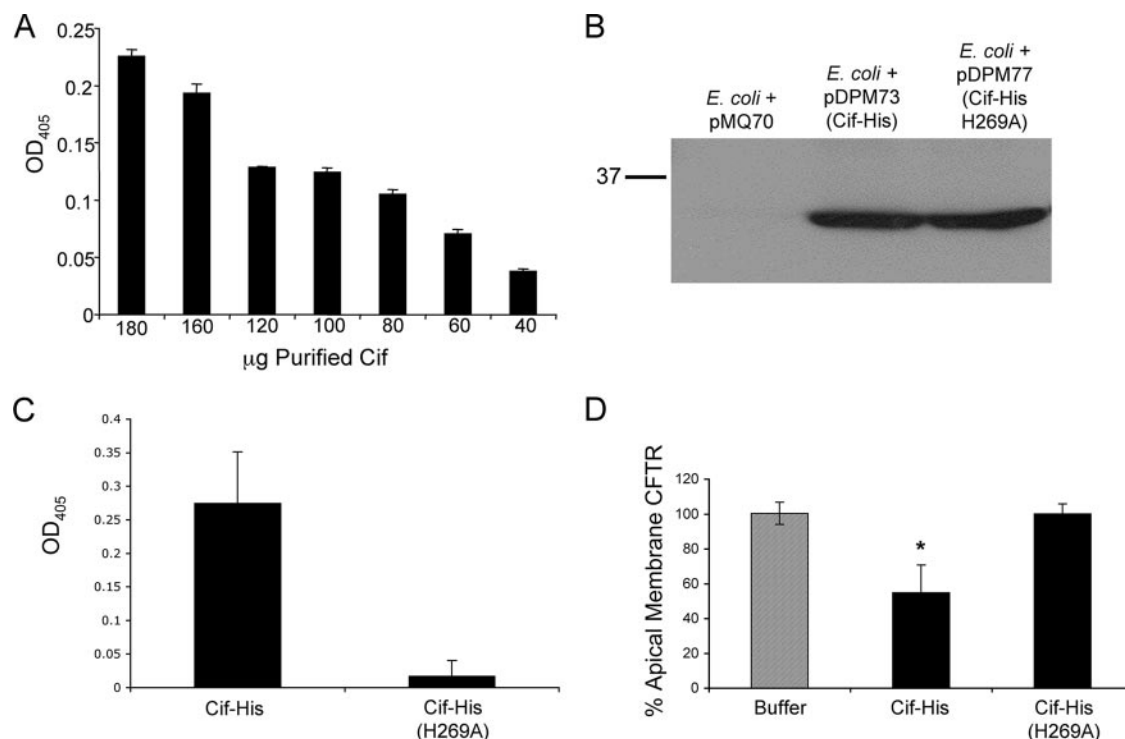 A
OD405
0.25
0.2
0.15
0.1
0.05
0
180 160 120 100 80 60 40
μg Purified Cif
B
E. coli +
pMQ70
E. coli +
pDPM73
(Cif-His)
E. coli +
pDPM77
(Cif-His
H269A)
37
C
OD405
0.4
0.35
0.3
0.25
0.2
0.15
0.1
0.05
0
Cif-His
Cif-His
(H269A)
D
% Apical Membrane CFTR
120
100
80
60
40
20
0
*
Buffer
Cif-His
Cif-His
(H269A)